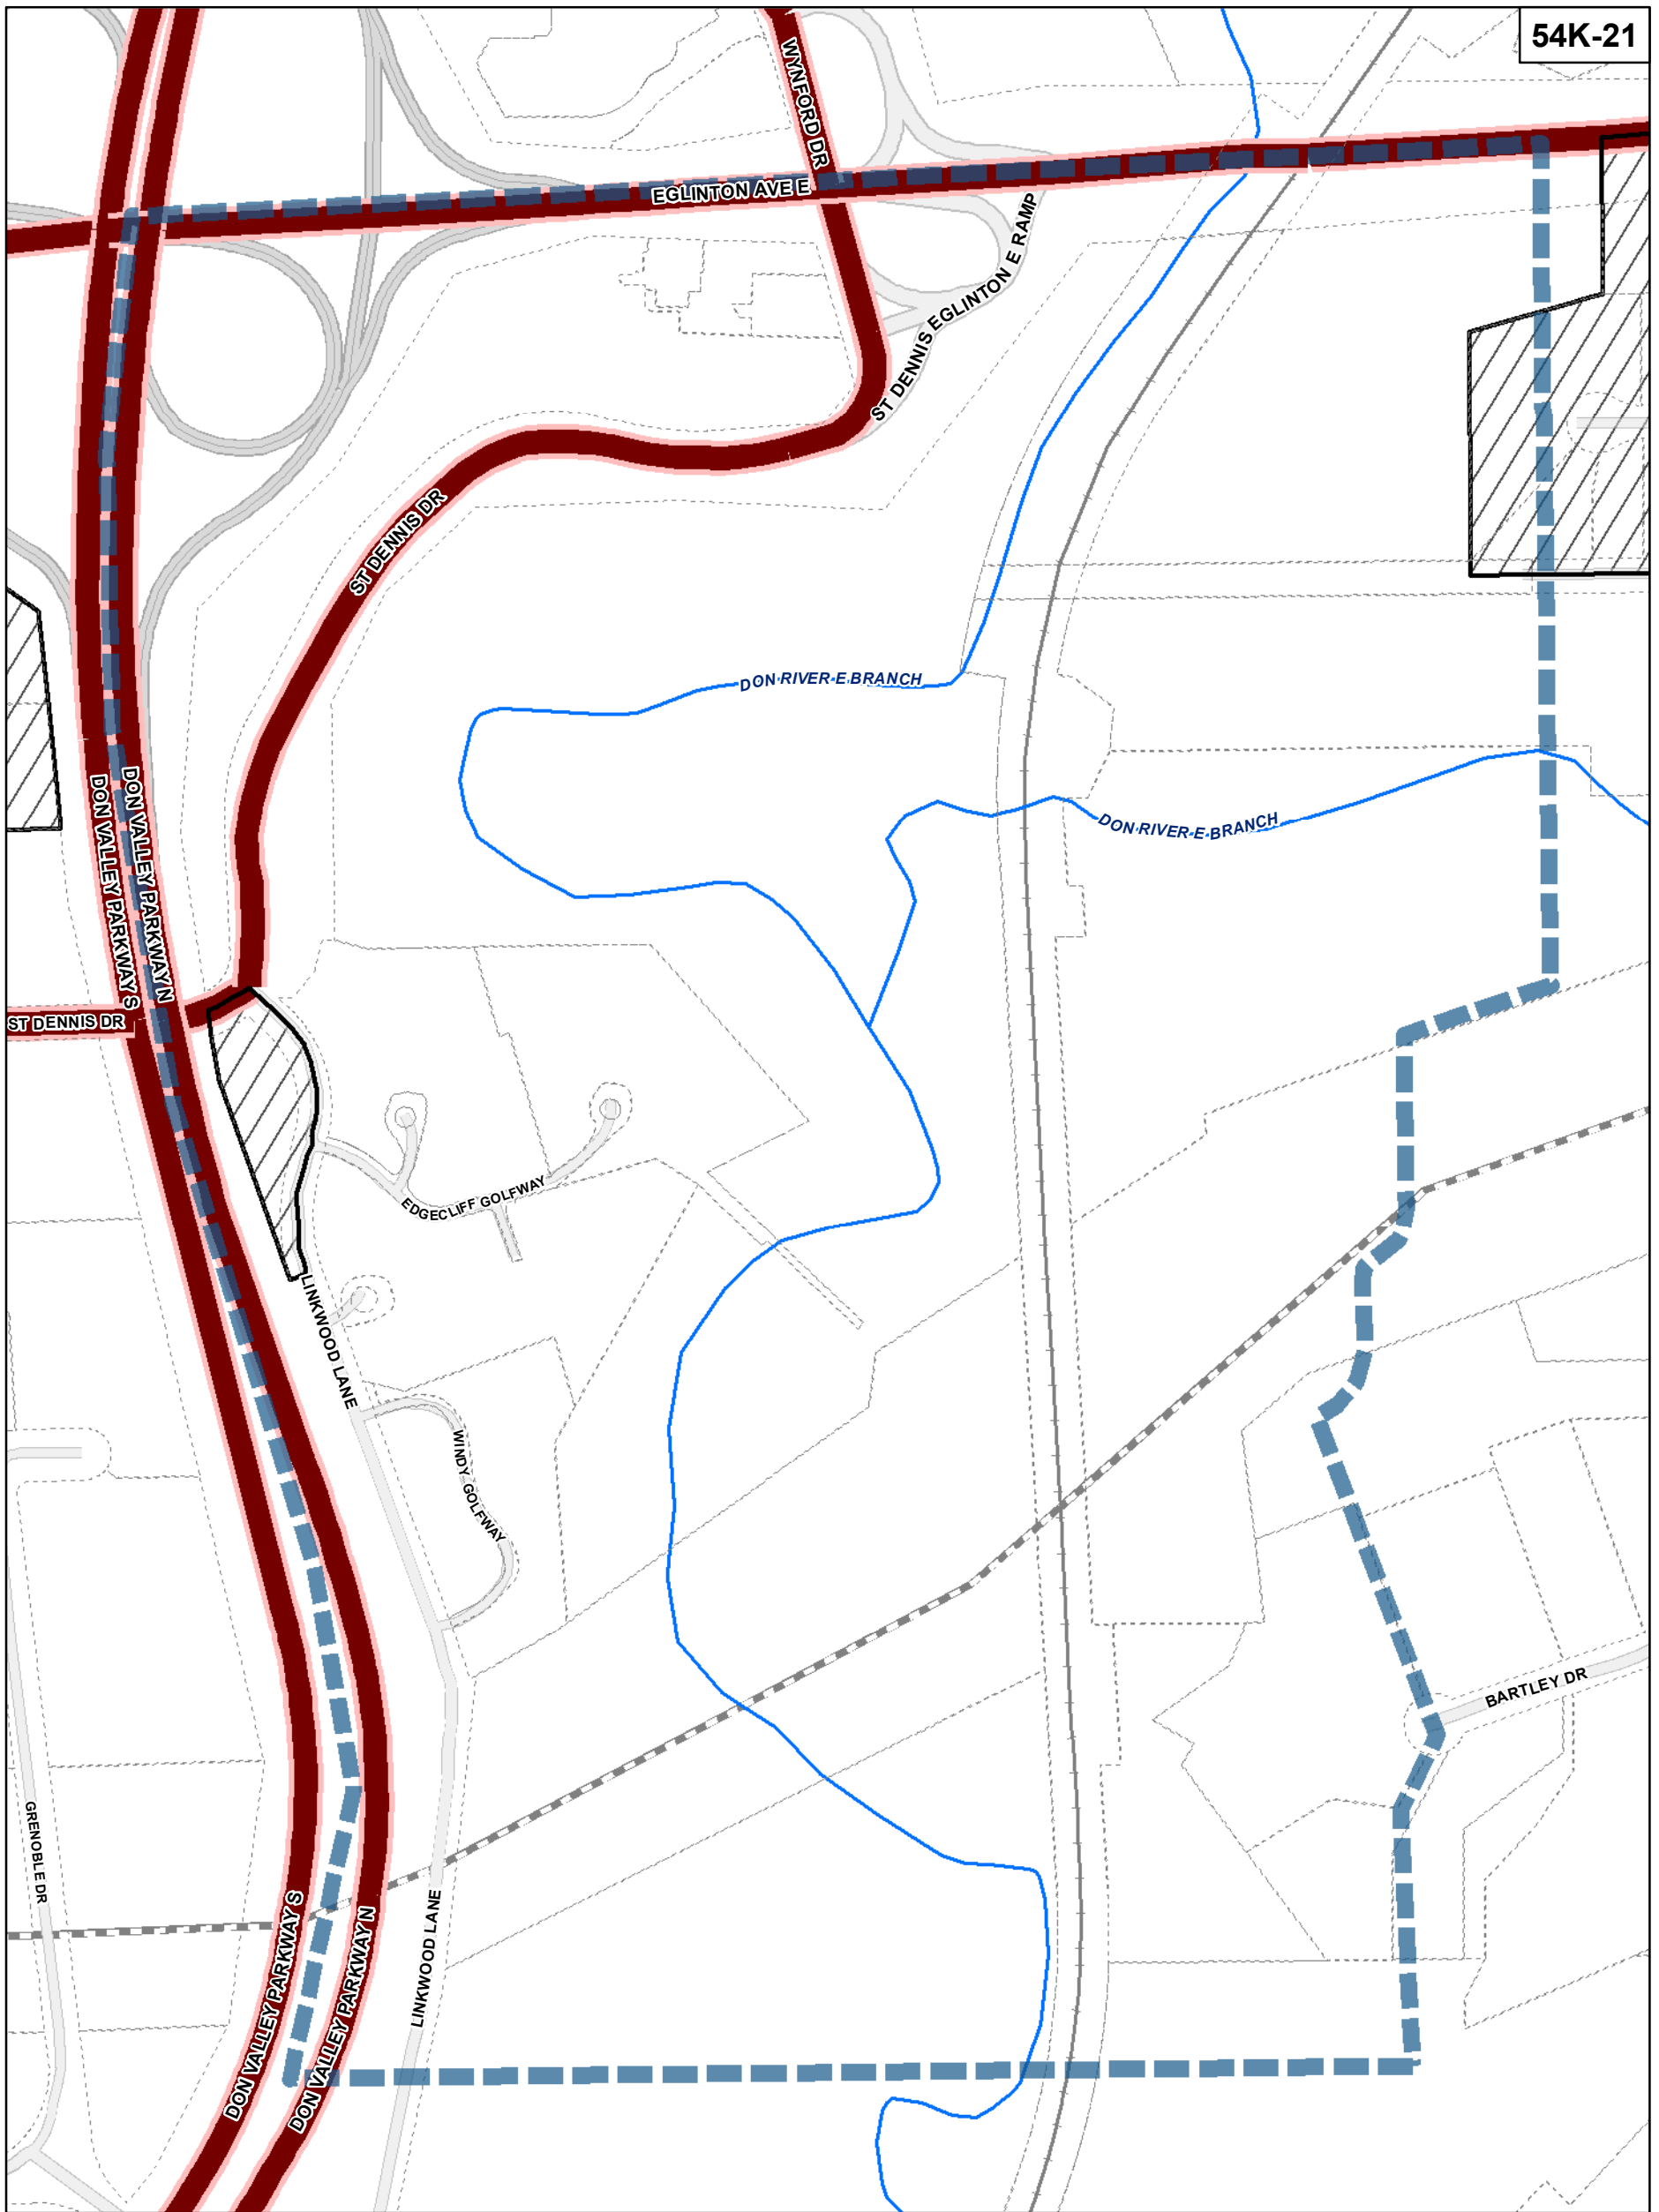 54K-21
WYNFORD DR
EGLINTON AVE E
ST DENNIS EGLINTON E RAMP
ST DENNIS DR
DON RIVER E BRANCH
DON VALLEY PARKWAY S
DON VALLEY PARKWAY N
DON RIVER E BRANCH
ST DENNIS DR
EDGECLIFF GOLFWAY
LINKWOOD LANE
WINDY GOLFWAY
BARTLEY DR
GRENOBLE DR
DON VALLEY PARKWAY S
DON VALLEY PARKWAY N
LINKWOOD LANE